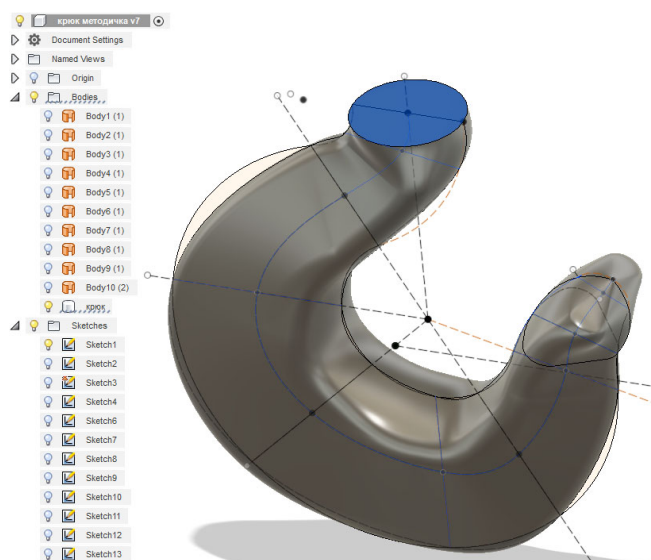 крюк методичка v7
Document Settings
Named Views
Origin
Bodies
Body1 (1)
Body2 (1)
Body3 (1)
Body4 (1)
Body5 (1)
Body6 (1)
Body7 (1)
Body8 (1)
Body9 (1)
Body10 (2)
крюк
Sketches
Sketch1
Sketch2
Sketch3
Sketch4
Sketch6
Sketch7
Sketch8
Sketch9
Sketch10
Sketch11
Sketch12
Sketch13